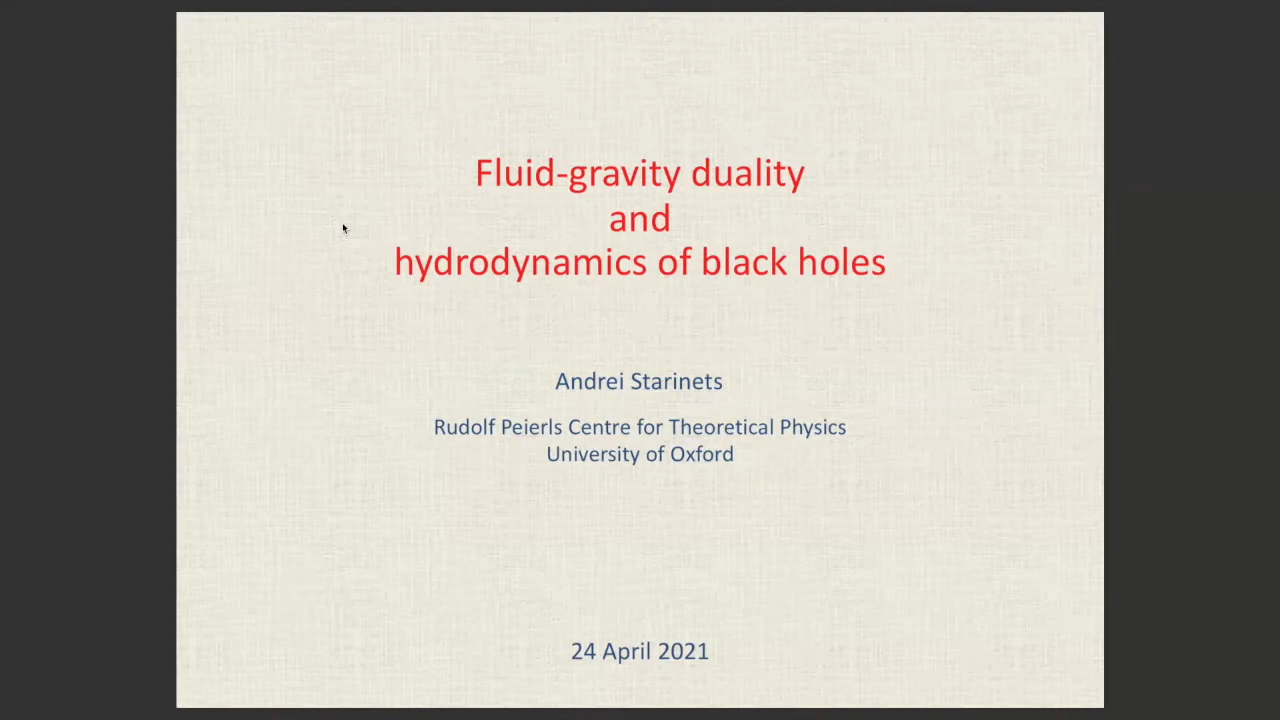 Fluid-gravity duality
and
hydrodynamics of black holes
Andrei Starinets
Rudolf Peierls Centre for Theoretical Physics
University of Oxford
24 April 2021